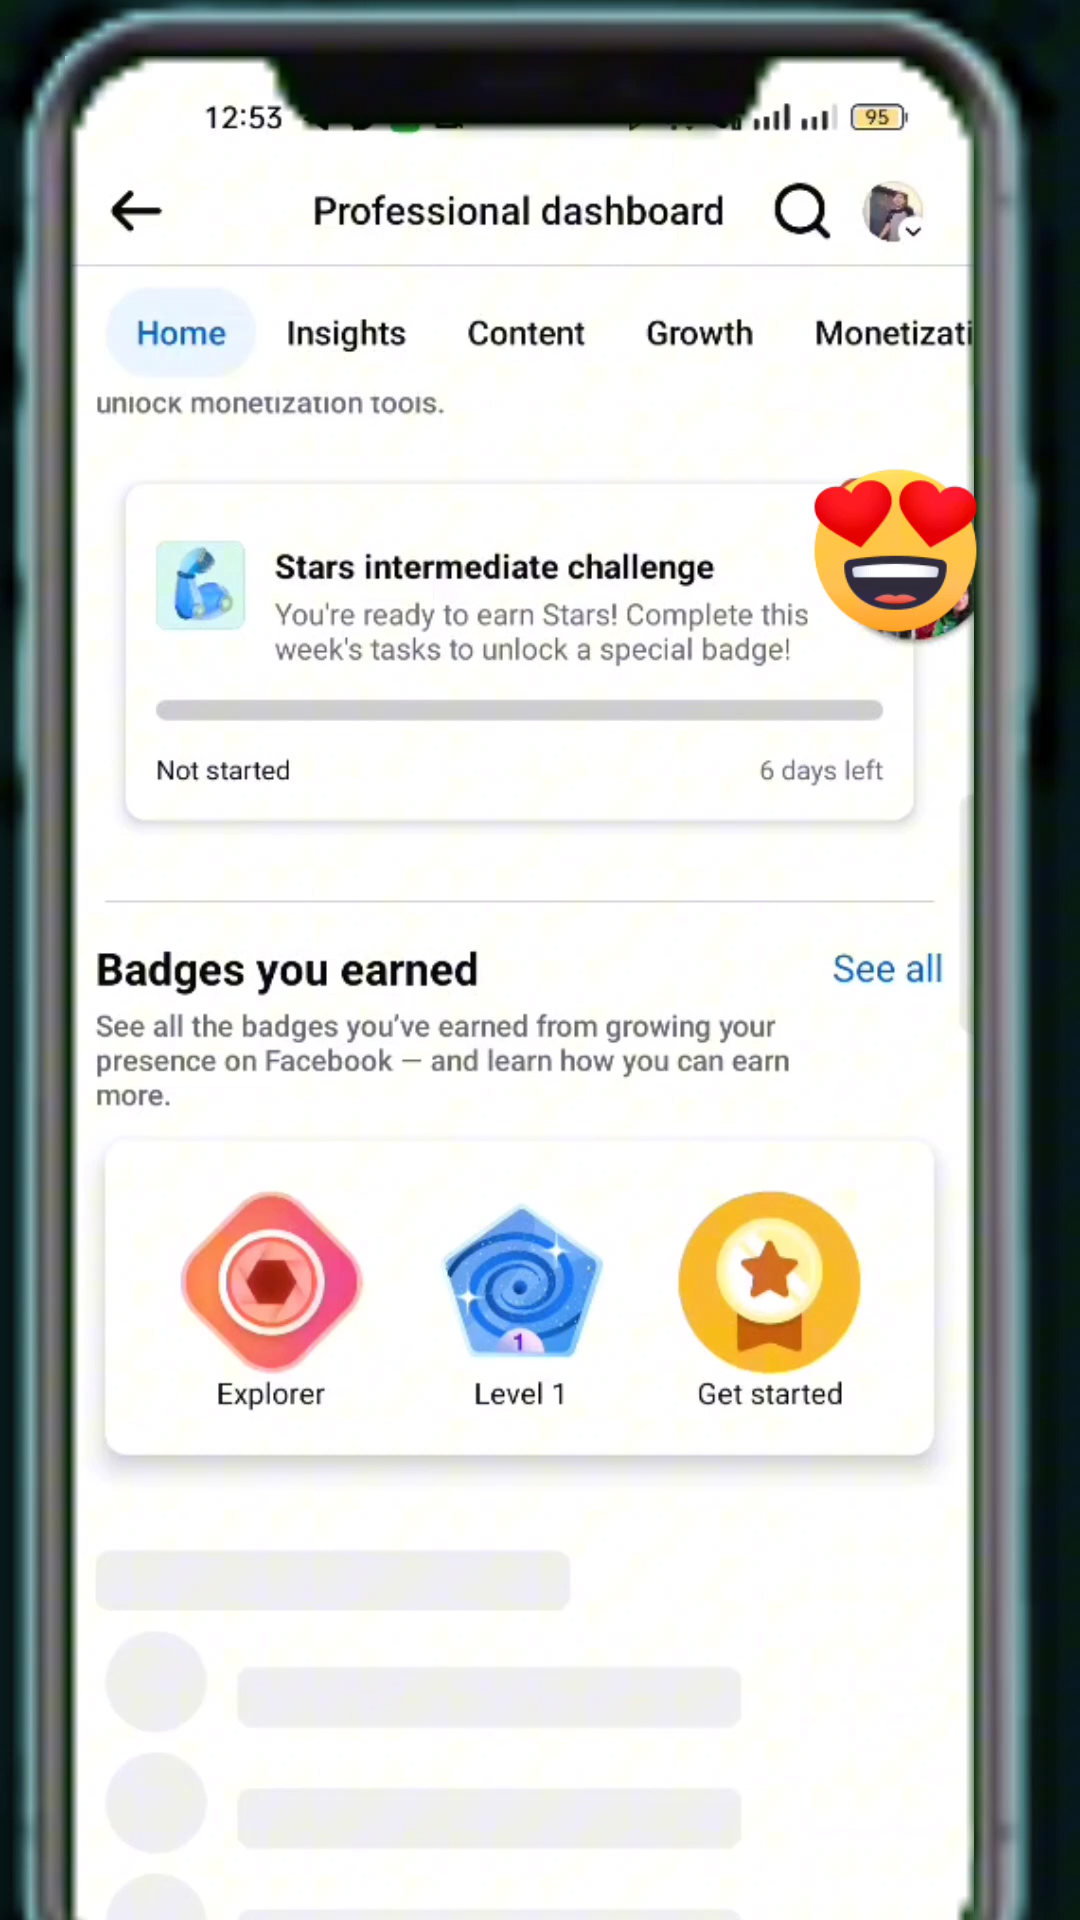 12:53
95
Professional dashboard
Home Insights Content Growth Monetizati
unlock monetization tools.
Stars intermediate challenge
You're ready to earn Stars! Complete this
week's tasks to unlock a special badge!
Not started 6 days left
Badges you earned See all
See all the badges you've earned from growing your
presence on Facebook — and learn how you can earn
more.
1
Explorer Level 1 Get started